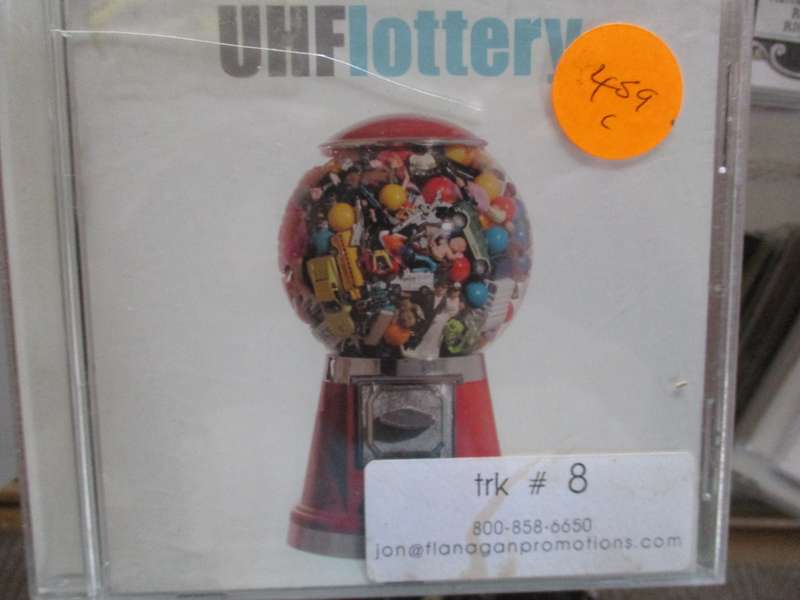 UHFlottery
459
c
trk # 8
800-858-6650
jon@flanaganpromotions.com